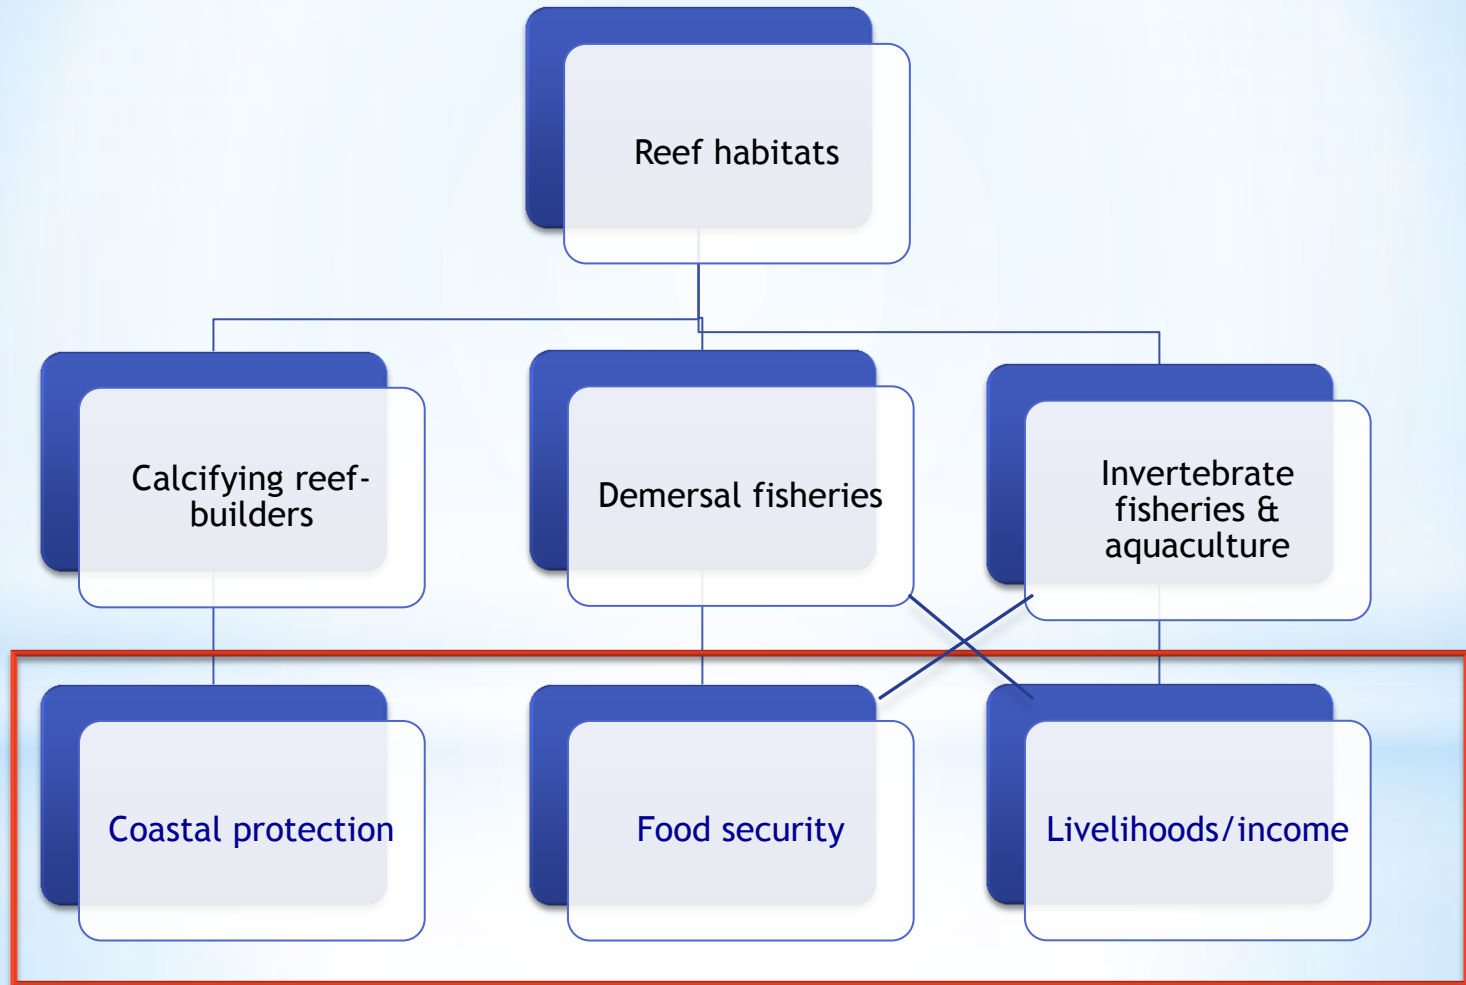 Reef habitats
Calcifying reef-
builders
Demersal fisheries
Invertebrate
fisheries &
aquaculture
Coastal protection
Food security
Livelihoods/income